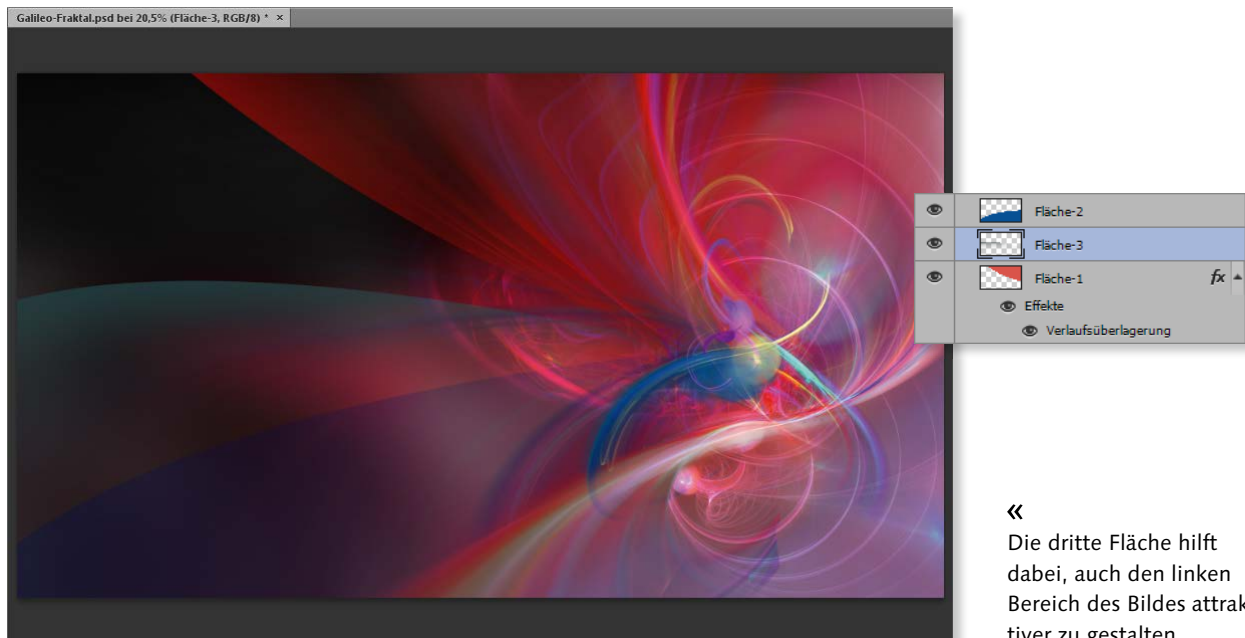 Galileo-Fraktal.psd bei 20,5% (Fläche-3, RGB/8) * ×
Fläche-2
Fläche-3
Fläche-1 fx
Effekte
Verlaufsüberlagerung
«
Die dritte Fläche hilft
dabei, auch den linken
Bereich des Bildes attrak
tiver zu gestalten